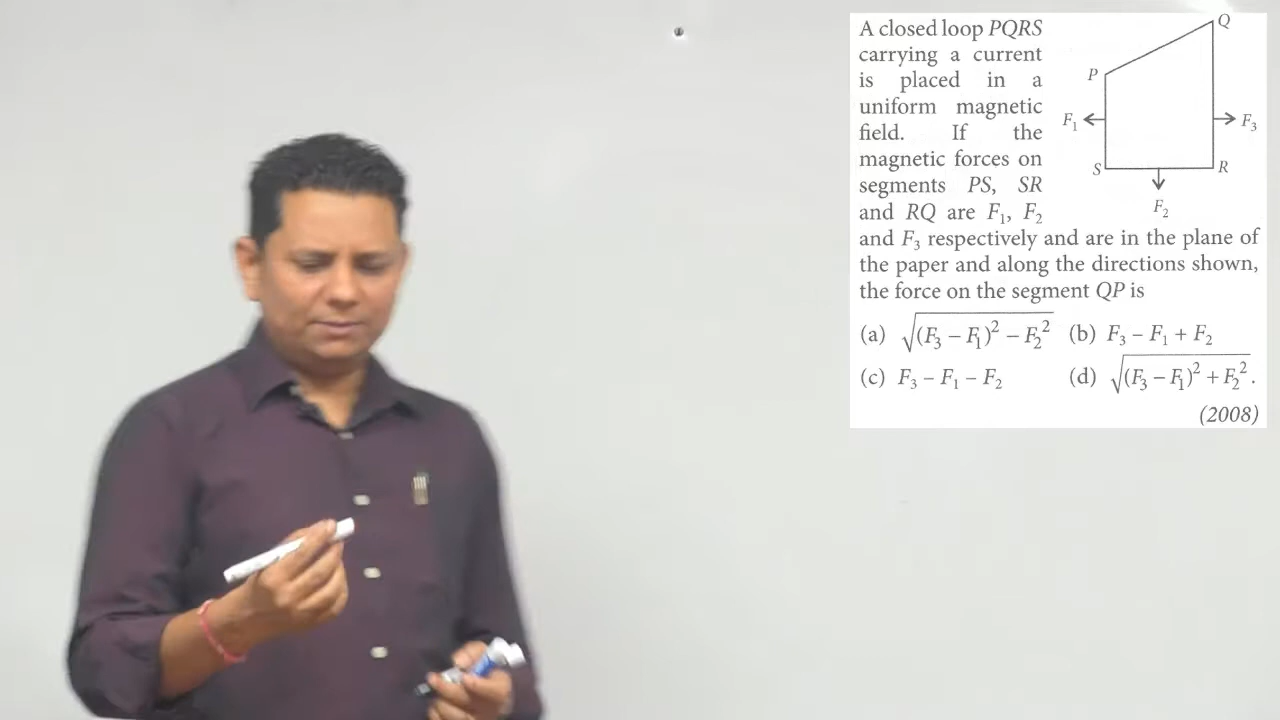 A closed loop PQRS
carrying a current
is placed in a
uniform magnetic
field. If the
magnetic forces on
segments PS, SR
and RQ are F₁, F₂
and F₃ respectively and are in the plane of
the paper and along the directions shown,
the force on the segment QP is
(a) √((F₃ − F₁)² − F₂²) (b) F₃ − F₁ + F₂
(c) F₃ − F₁ − F₂ (d) √((F₃ − F₁)² + F₂²).
(2008)
Q
P
F₁
F₃
S
R
F₂